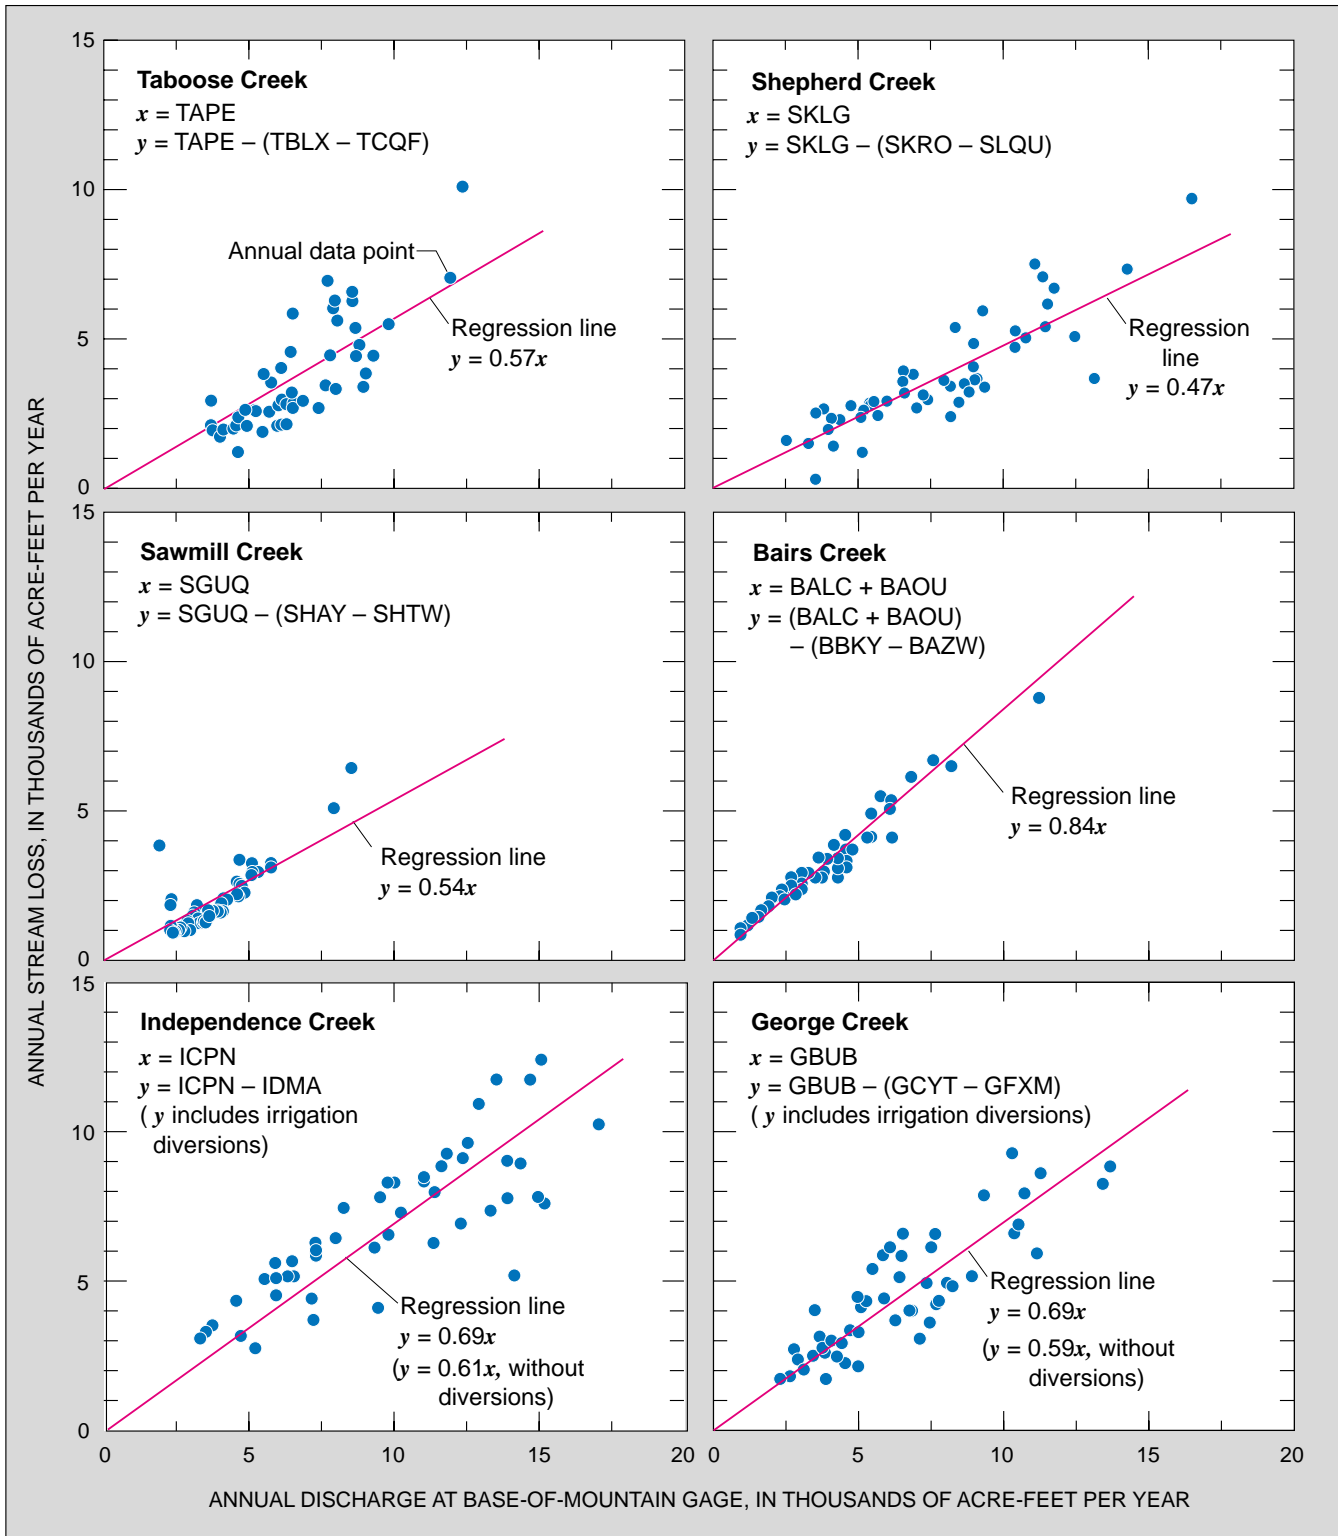 ANNUAL STREAM LOSS, IN THOUSANDS OF ACRE-FEET PER YEAR
15
10
5
0
Taboose Creek
x = TAPE
y = TAPE – (TBLX – TCQF)
Annual data point
Regression line
y = 0.57x
Shepherd Creek
x = SKLG
y = SKLG – (SKRO – SLQU)
Regression
line
y = 0.47x
15
10
5
0
Sawmill Creek
x = SGUQ
y = SGUQ – (SHAY – SHTW)
Regression line
y = 0.54x
Bairs Creek
x = BALC + BAOU
y = (BALC + BAOU)
– (BBKY – BAZW)
Regression line
y = 0.84x
15
10
5
0
Independence Creek
x = ICPN
y = ICPN – IDMA
( y includes irrigation
diversions)
Regression line
y = 0.69x
(y = 0.61x, without
diversions)
George Creek
x = GBUB
y = GBUB – (GCYT – GFXM)
( y includes irrigation diversions)
Regression line
y = 0.69x
(y = 0.59x, without
diversions)
0 5 10 15 20 0 5 10 15 20
ANNUAL DISCHARGE AT BASE-OF-MOUNTAIN GAGE, IN THOUSANDS OF ACRE-FEET PER YEAR